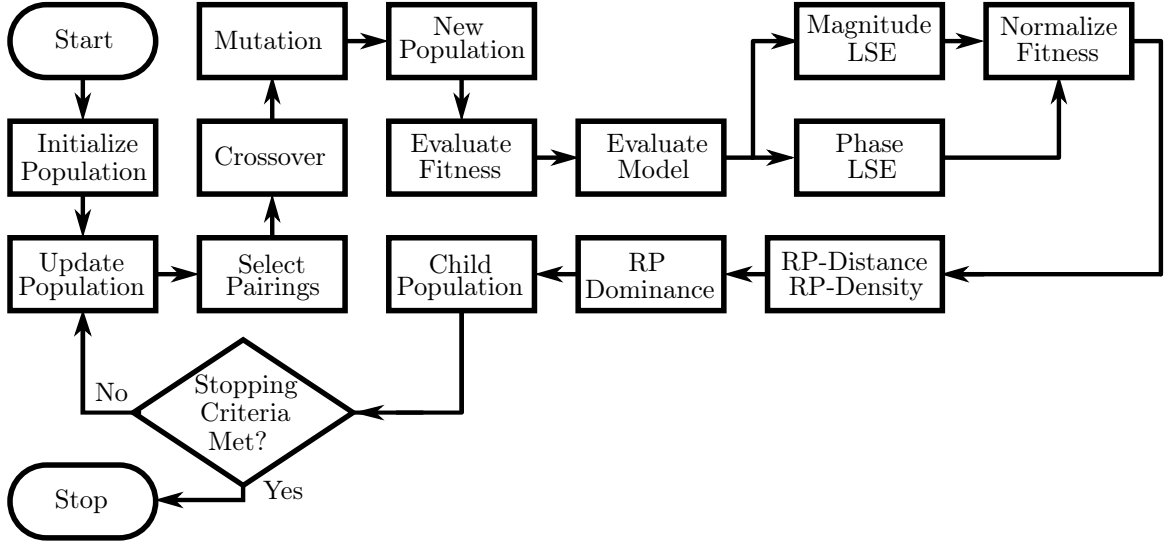 Start
Mutation
New
Population
Magnitude
LSE
Normalize
Fitness
Initialize
Population
Crossover
Evaluate
Fitness
Evaluate
Model
Phase
LSE
Update
Population
Select
Pairings
Child
Population
RP
Dominance
RP-Distance
RP-Density
No
Stopping
Criteria
Met?
Yes
Stop